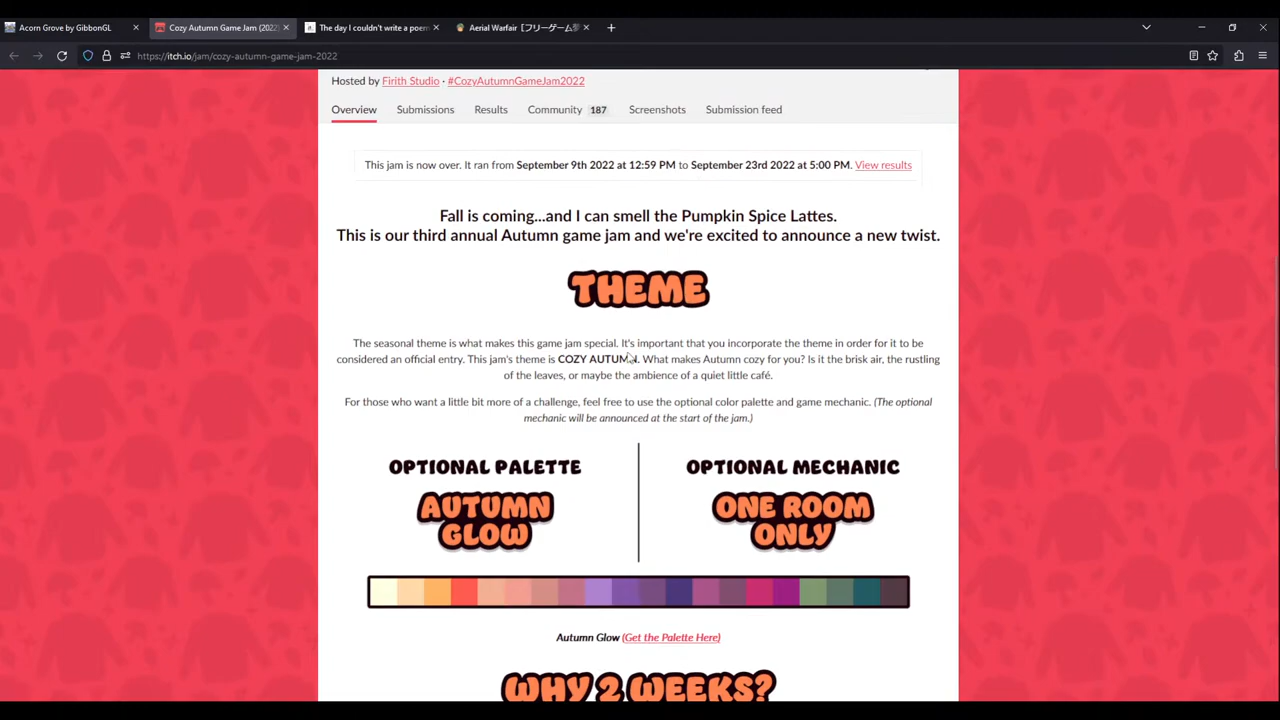 Acorn Grove by GibbonGL
Cozy Autumn Game Jam (2022)
The day I couldn't write a poem
Aerial Warfair [フリーゲーム
https://itch.io/jam/cozy-autumn-game-jam-2022
Hosted by Firith Studio · #CozyAutumnGameJam2022
Overview Submissions Results Community 187 Screenshots Submission feed
This jam is now over. It ran from September 9th 2022 at 12:59 PM to September 23rd 2022 at 5:00 PM. View results
Fall is coming...and I can smell the Pumpkin Spice Lattes.
This is our third annual Autumn game jam and we're excited to announce a new twist.
THEME
The seasonal theme is what makes this game jam special. It's important that you incorporate the theme in order for it to be
considered an official entry. This jam's theme is COZY AUTUMN. What makes Autumn cozy for you? Is it the brisk air, the rustling
of the leaves, or maybe the ambience of a quiet little café.
For those who want a little bit more of a challenge, feel free to use the optional color palette and game mechanic. (The optional
mechanic will be announced at the start of the jam.)
OPTIONAL PALETTE
AUTUMN
GLOW
OPTIONAL MECHANIC
ONE ROOM
ONLY
Autumn Glow (Get the Palette Here)
WHY 2 WEEKS?